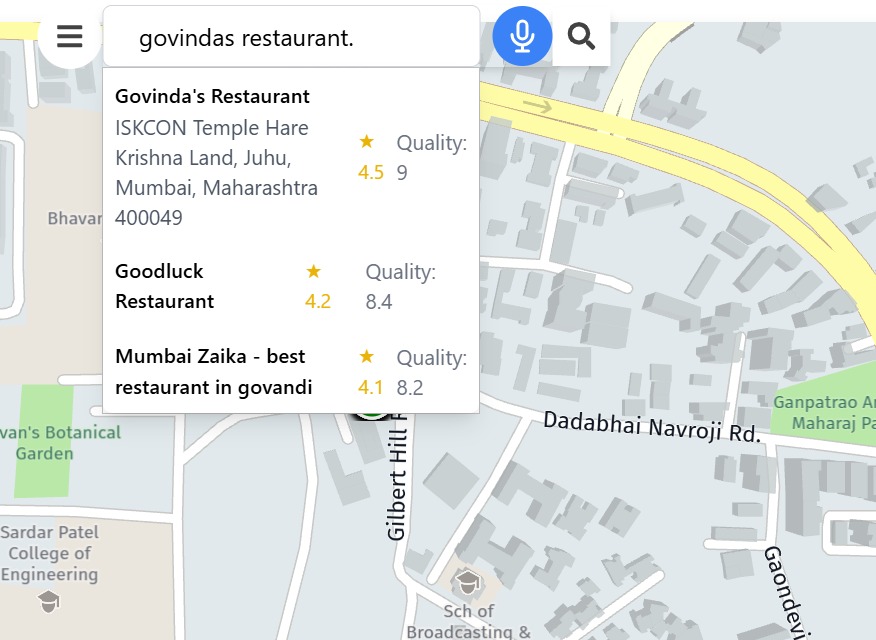 govindas restaurant.
Govinda's Restaurant
ISKCON Temple Hare
Krishna Land, Juhu,
Mumbai, Maharashtra
400049
★
4.5
Quality:
9
Goodluck
Restaurant
★
4.2
Quality:
8.4
Mumbai Zaika - best
restaurant in govandi
★
4.1
Quality:
8.2
Dadabhai Navroji Rd.
Gilbert Hill
Botanical
Garden
Sardar Patel
College of
Engineering
Sch of
Broadcasting &
Ganpatrao
Maharaj
Gaondevi